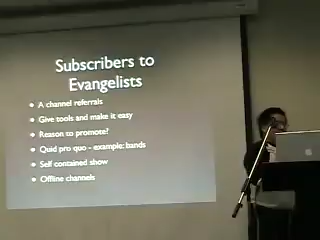 Subscribers to
Evangelists
• A channel referrals
• Give tools and make it easy
• Reason to promote?
• Quid pro quo - example: bands
• Self contained show
• Offline channels